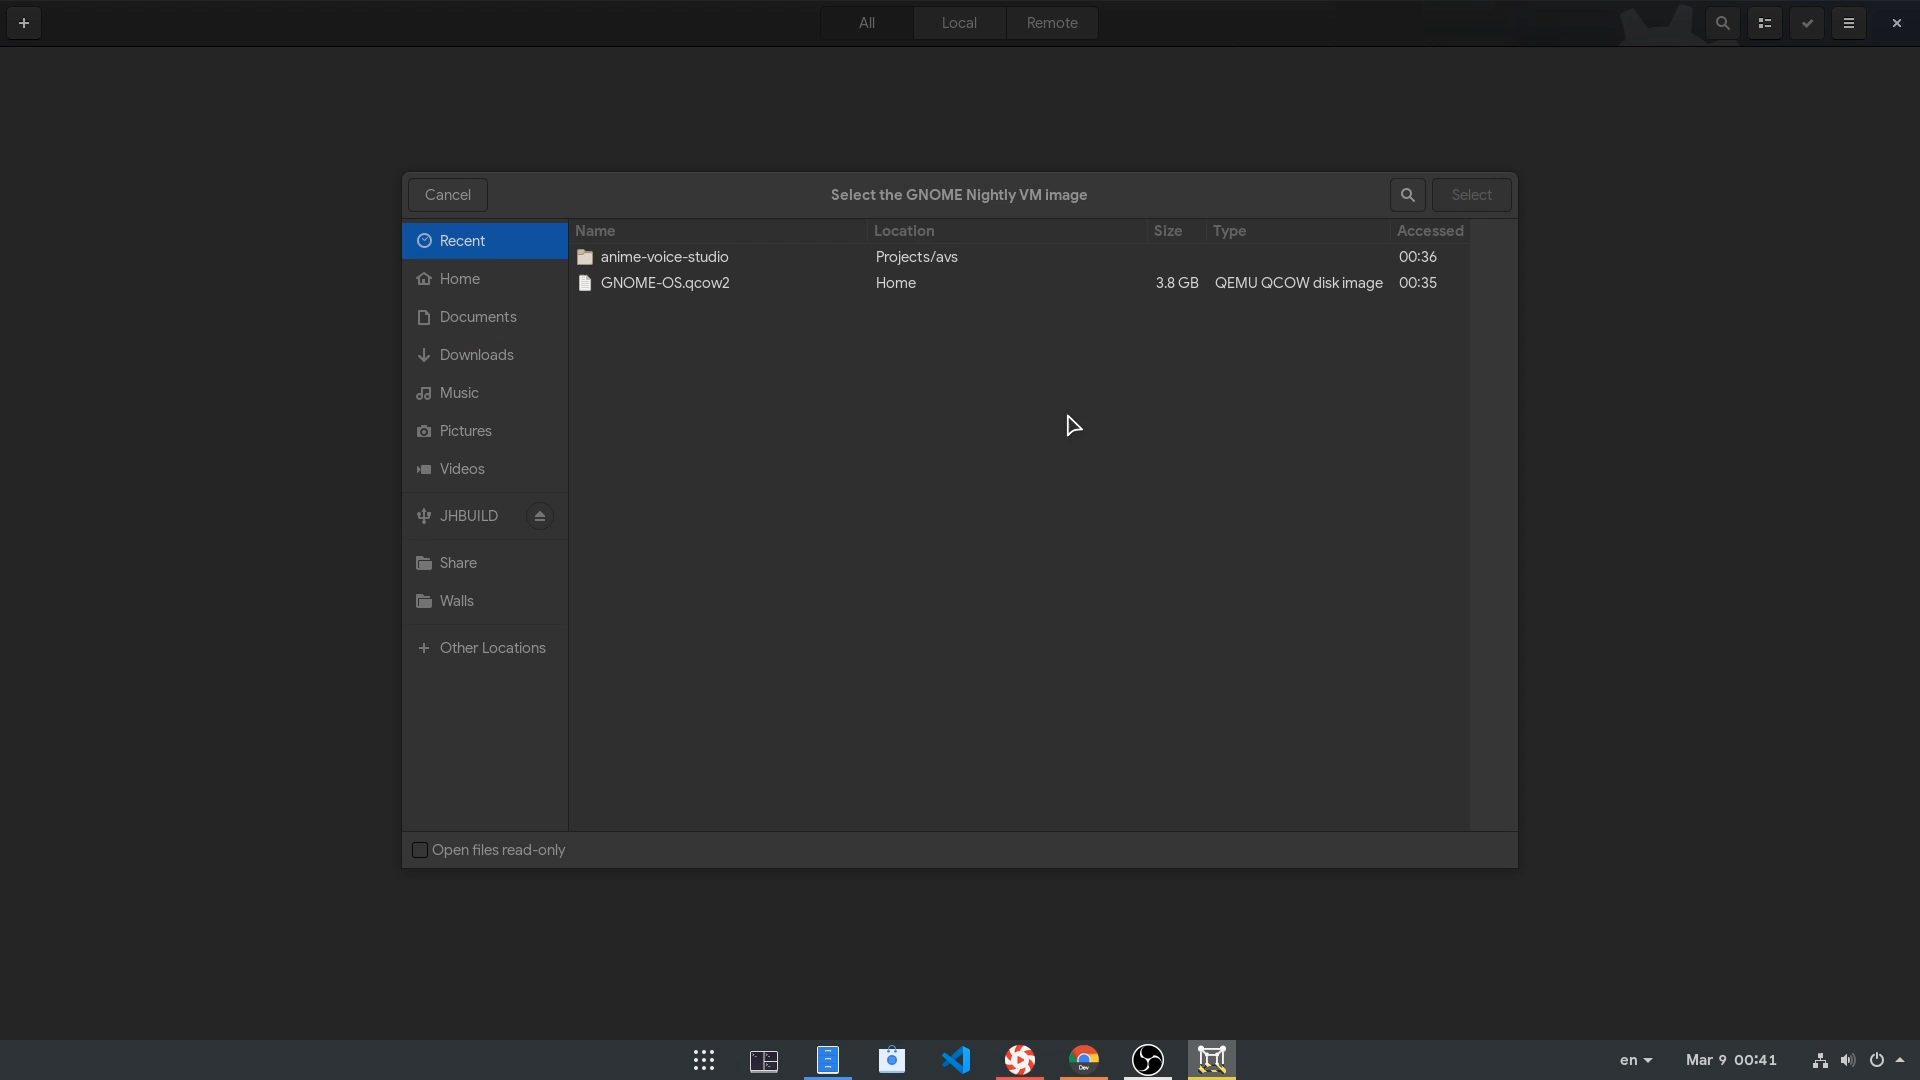 All Local Remote
Cancel Select the GNOME Nightly VM image Select
Recent
Home
Documents
Downloads
Music
Pictures
Videos
JHBUILD
Share
Walls
Other Locations
Name Location Size Type Accessed
anime-voice-studio Projects/avs 00:36
GNOME-OS.qcow2 Home 3.8 GB QEMU QCOW disk image 00:35
Open files read-only
Dev
en Mar 9 00:41